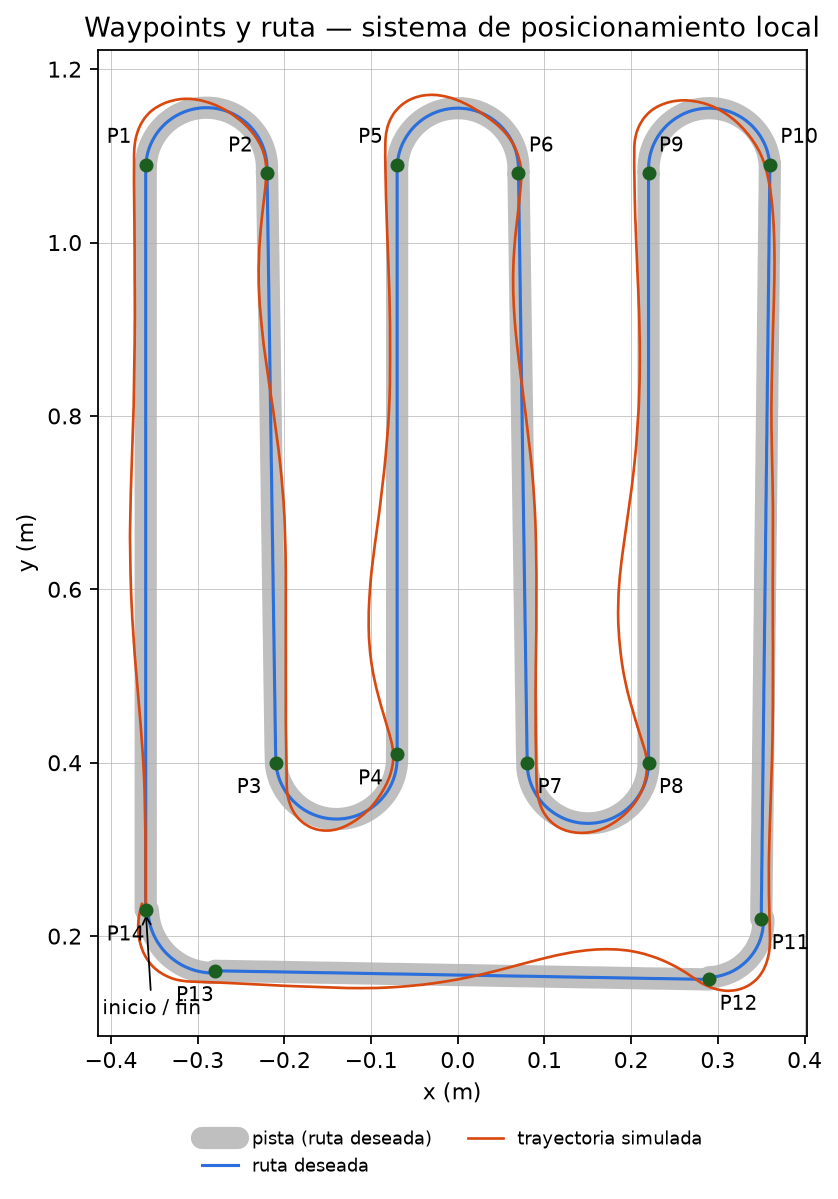 Waypoints y ruta — sistema de posicionamiento local
1.2
P1
P2
P5
P6
P9
P10
1.0
0.8
y (m)
0.6
0.4
P3
P4
P7
P8
0.2
P14
P11
P13
P12
inicio / fin
−0.4
−0.3
−0.2
−0.1
0.0
0.1
0.2
0.3
0.4
x (m)
pista (ruta deseada)
trayectoria simulada
ruta deseada